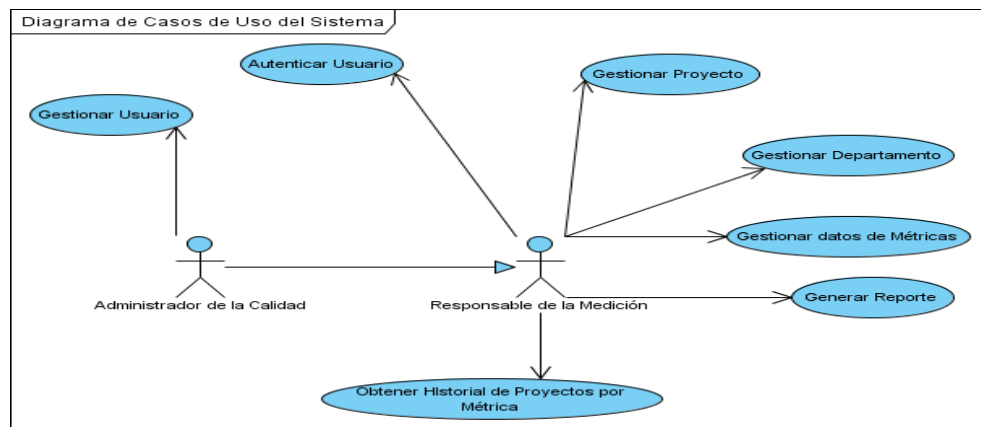 Diagrama de Casos de Uso del Sistema
Autenticar Usuario
Gestionar Proyecto
Gestionar Usuario
Gestionar Departamento
Gestionar datos de Métricas
Administrador de la Calidad
Responsable de la Medición
Generar Reporte
Obtener HIstorial de Proyectos por
Métrica